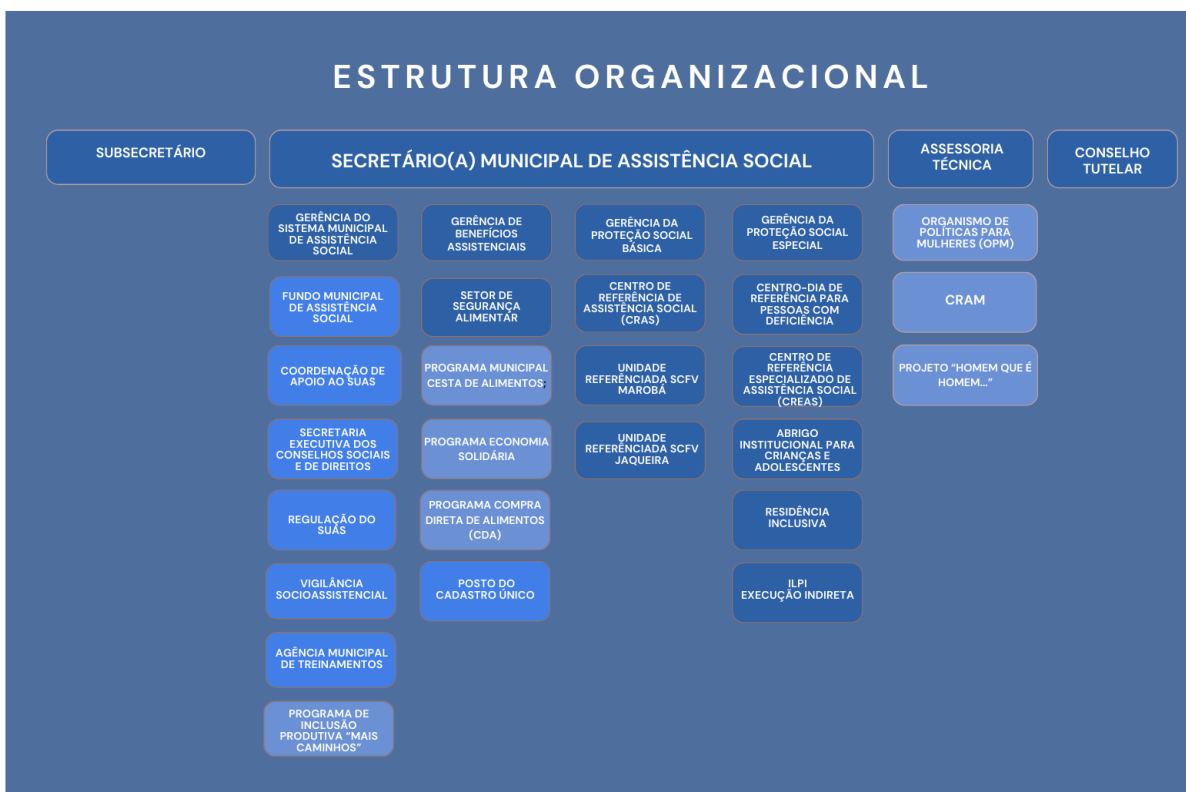 ESTRUTURA ORGANIZACIONAL
SUBSECRETÁRIO
SECRETÁRIO(A) MUNICIPAL DE ASSISTÊNCIA SOCIAL
ASSESSORIA
TÉCNICA
CONSELHO
TUTELAR
GERÊNCIA DO
SISTEMA MUNICIPAL
DE ASSISTÊNCIA
SOCIAL
FUNDO MUNICIPAL
DE ASSISTÊNCIA
SOCIAL
COORDENAÇÃO DE
APOIO AO SUAS
SECRETARIA
EXECUTIVA DOS
CONSELHOS SOCIAIS
E DE DIREITOS
REGULAÇÃO DO
SUAS
VIGILÂNCIA
SOCIOASSISTENCIAL
AGÊNCIA MUNICIPAL
DE TREINAMENTOS
PROGRAMA DE
INCLUSÃO
PRODUTIVA “MAIS
CAMINHOS”
GERÊNCIA DE
BENEFÍCIOS
ASSISTENCIAIS
SETOR DE
SEGURANÇA
ALIMENTAR
PROGRAMA MUNICIPAL
CESTA DE ALIMENTOS;
PROGRAMA ECONOMIA
SOLIDÁRIA
PROGRAMA COMPRA
DIRETA DE ALIMENTOS
(CDA)
POSTO DO
CADASTRO ÚNICO
GERÊNCIA DA
PROTEÇÃO SOCIAL
BÁSICA
CENTRO DE
REFERÊNCIA DE
ASSISTÊNCIA SOCIAL
(CRAS)
UNIDADE
REFERÊNCIADA SCFV
MAROBÁ
UNIDADE
REFERÊNCIADA SCFV
JAQUEIRA
GERÊNCIA DA
PROTEÇÃO SOCIAL
ESPECIAL
CENTRO-DIA DE
REFERÊNCIA PARA
PESSOAS COM
DEFICIÊNCIA
CENTRO DE
REFERÊNCIA
ESPECIALIZADO DE
ASSISTÊNCIA SOCIAL
(CREAS)
ABRIGO
INSTITUCIONAL PARA
CRIANÇAS E
ADOLESCENTES
RESIDÊNCIA
INCLUSIVA
ILPI
EXECUÇÃO INDIRETA
ORGANISMO DE
POLÍTICAS PARA
MULHERES (OPM)
CRAM
PROJETO “HOMEM QUE É
HOMEM...”